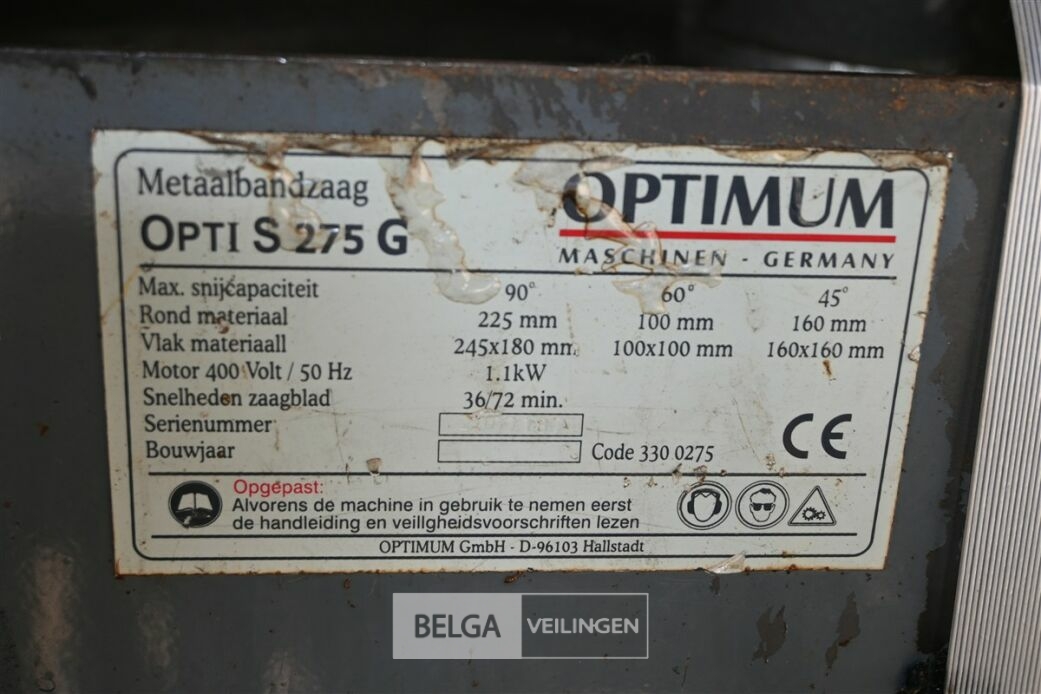 Metaalbandzaag
OPTI S 275 G
OPTIMUM
MASCHINEN - GERMANY
Max. snijcapaciteit 90° 60° 45°
Rond materiaal 225 mm 100 mm 160 mm
Vlak materiaall 245x180 mm 100x100 mm 160x160 mm
Motor 400 Volt / 50 Hz 1.1kW
Snelheden zaagblad 36/72 min.
Serienummer
Bouwjaar Code 330 0275
CE
Opgepast:
Alvorens de machine in gebruik te nemen eerst
de handleiding en veilgheidsvoorschriften lezen
OPTIMUM GmbH - D-96103 Hallstadt
BELGA VEILINGEN